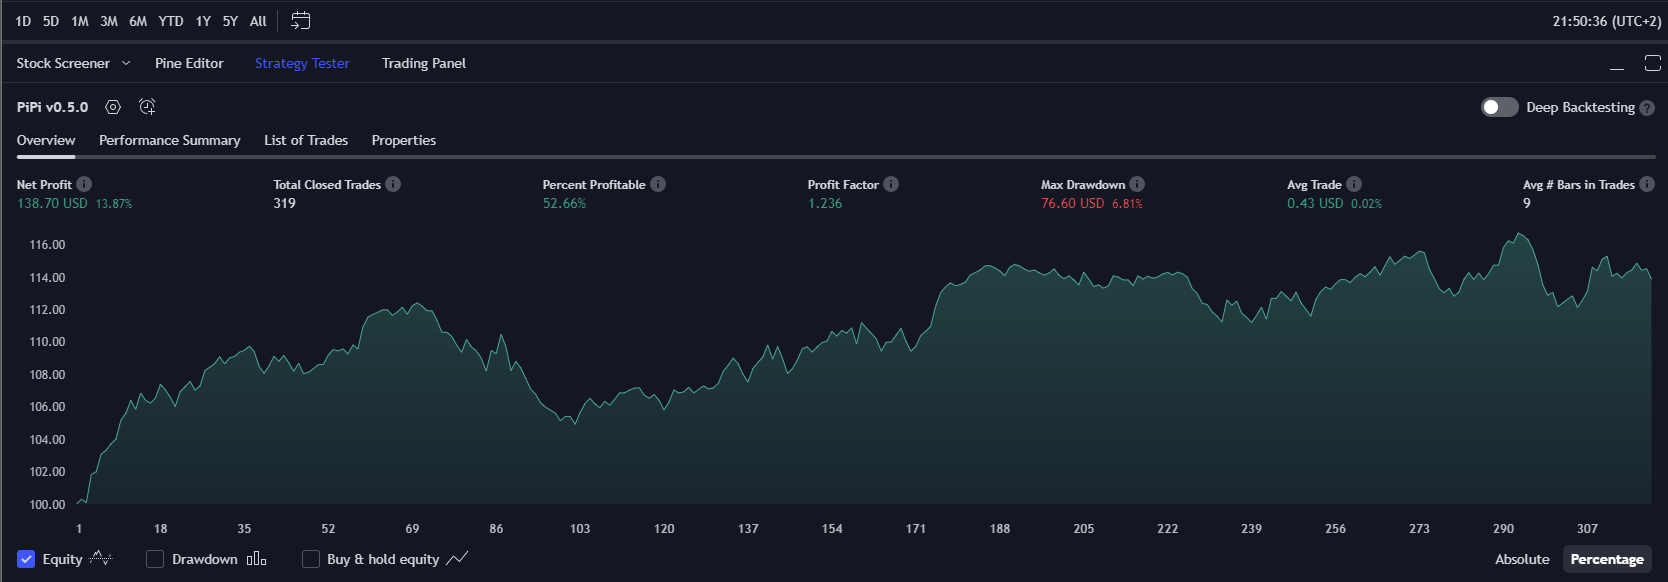 1D 5D 1M 3M 6M YTD 1Y 5Y All 21:50:36 (UTC+2)
Stock Screener Pine Editor Strategy Tester Trading Panel
PiPi v0.5.0 Deep Backtesting ?
Overview Performance Summary List of Trades Properties
Net Profit Total Closed Trades Percent Profitable Profit Factor Max Drawdown Avg Trade Avg # Bars in Trades
138.70 USD 13.87% 319 52.66% 1.236 76.60 USD 6.81% 0.43 USD 0.02% 9
116.00
114.00
112.00
110.00
108.00
106.00
104.00
102.00
100.00
1 18 35 52 69 86 103 120 137 154 171 188 205 222 239 256 273 290 307
Equity Drawdown Buy & hold equity Absolute Percentage